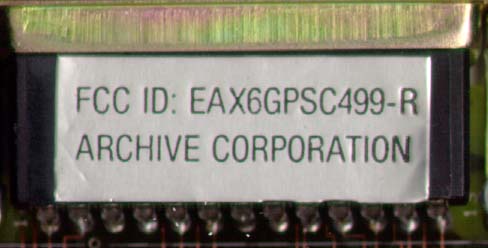 FCC ID: EAX6GPSC499-R
ARCHIVE CORPORATION